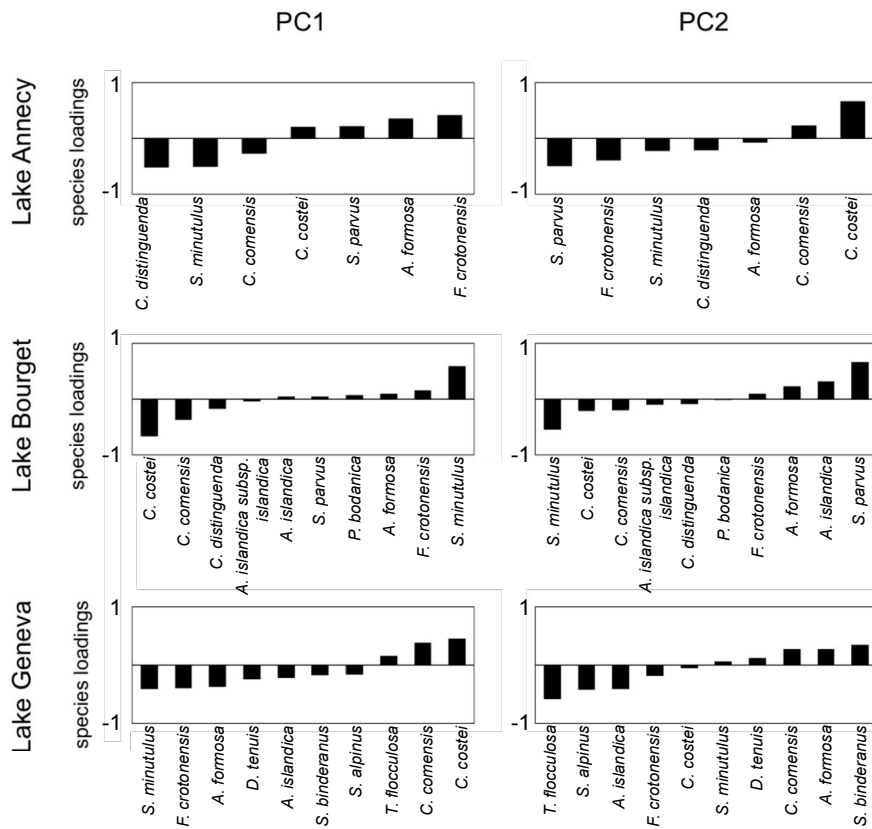 PC1
PC2
Lake Annecy
species loadings
1
-1
C. distinguenda
S. minutulus
C. comensis
C. costei
S. parvus
A. formosa
F. crotonensis
1
-1
S. parvus
F. crotonensis
S. minutulus
C. distinguenda
A. formosa
C. comensis
C. costei
Lake Bourget
species loadings
1
-1
C. costei
C. comensis
C. distinguenda
A. islandica subsp.
islandica
A. islandica
S. parvus
P. bodanica
A. formosa
F. crotonensis
S. minutulus
1
-1
S. minutulus
C. costei
C. comensis
A. islandica subsp.
islandica
C. distinguenda
P. bodanica
F. crotonensis
A. formosa
A. islandica
S. parvus
Lake Geneva
species loadings
1
-1
S. minutulus
F. crotonensis
A. formosa
D. tenuis
A. islandica
S. binderanus
S. alpinus
T. flocculosa
C. comensis
C. costei
1
-1
T. flocculosa
S. alpinus
A. islandica
F. crotonensis
C. costei
S. minutulus
D. tenuis
C. comensis
A. formosa
S. binderanus